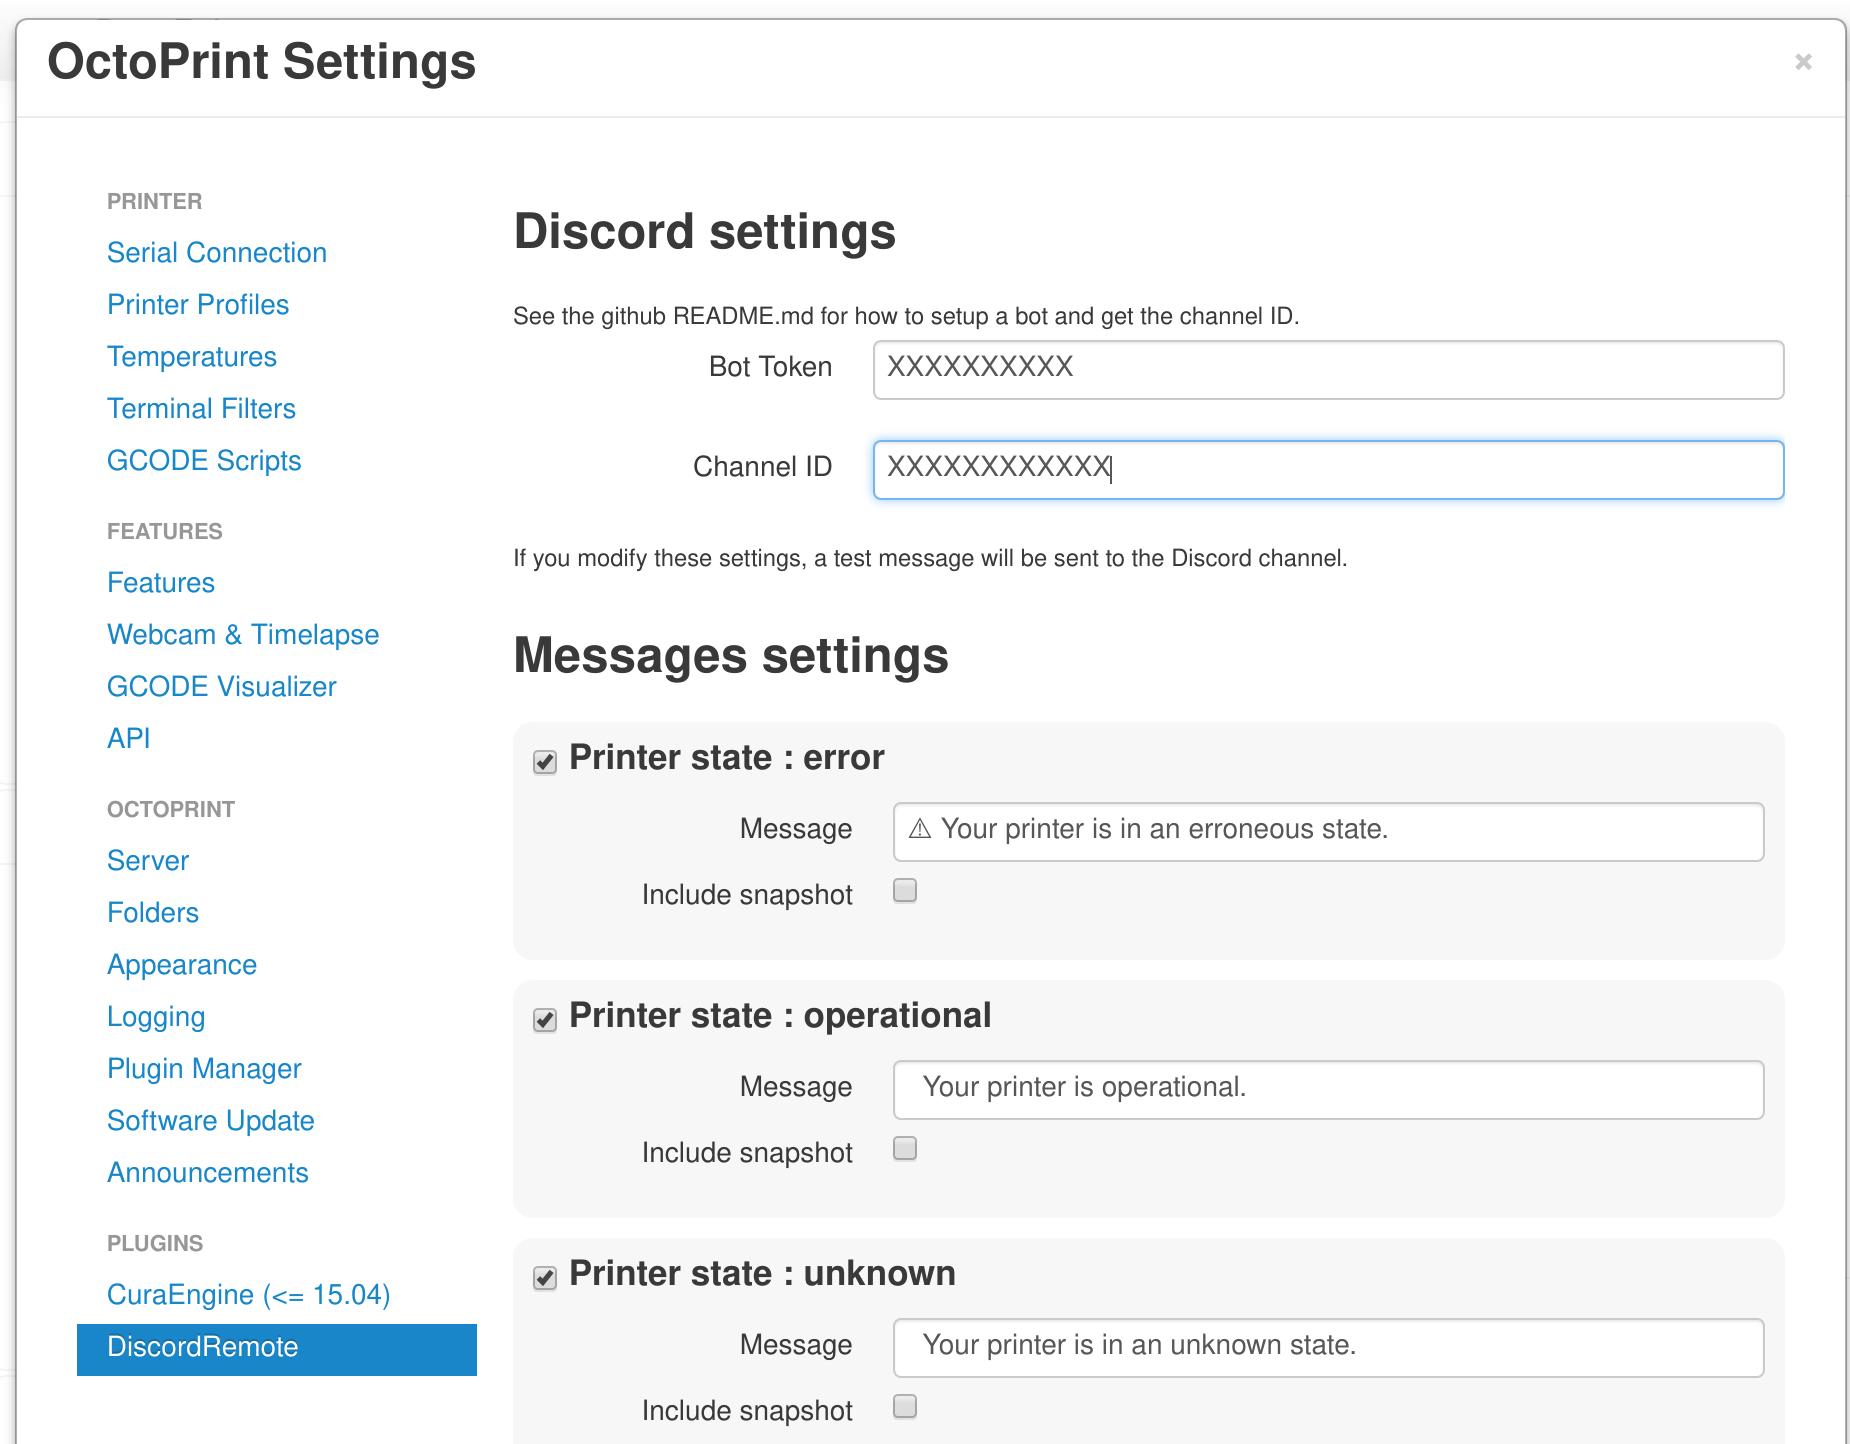 OctoPrint Settings
×
PRINTER
Serial Connection
Printer Profiles
Temperatures
Terminal Filters
GCODE Scripts
FEATURES
Features
Webcam & Timelapse
GCODE Visualizer
API
OCTOPRINT
Server
Folders
Appearance
Logging
Plugin Manager
Software Update
Announcements
PLUGINS
CuraEngine (<= 15.04)
DiscordRemote
Discord settings
See the github README.md for how to setup a bot and get the channel ID.
Bot Token XXXXXXXXXX
Channel ID XXXXXXXXXXXX
If you modify these settings, a test message will be sent to the Discord channel.
Messages settings
Printer state : error
Message ⚠ Your printer is in an erroneous state.
Include snapshot
Printer state : operational
Message Your printer is operational.
Include snapshot
Printer state : unknown
Message Your printer is in an unknown state.
Include snapshot